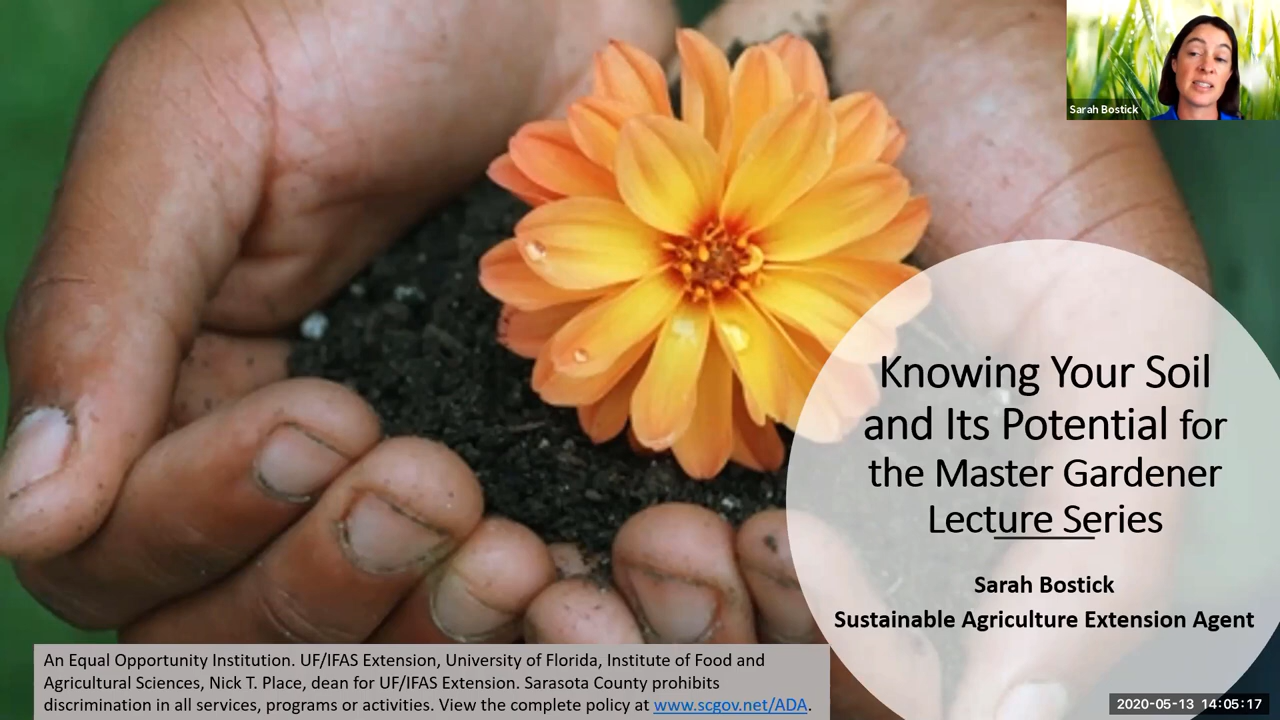 Sarah Bostick
Knowing Your Soil
and Its Potential for
the Master Gardener
Lecture Series
Sarah Bostick
Sustainable Agriculture Extension Agent
An Equal Opportunity Institution. UF/IFAS Extension, University of Florida, Institute of Food and
Agricultural Sciences, Nick T. Place, dean for UF/IFAS Extension. Sarasota County prohibits
discrimination in all services, programs or activities. View the complete policy at www.scgov.net/ADA.
2020-05-13 14:05:17